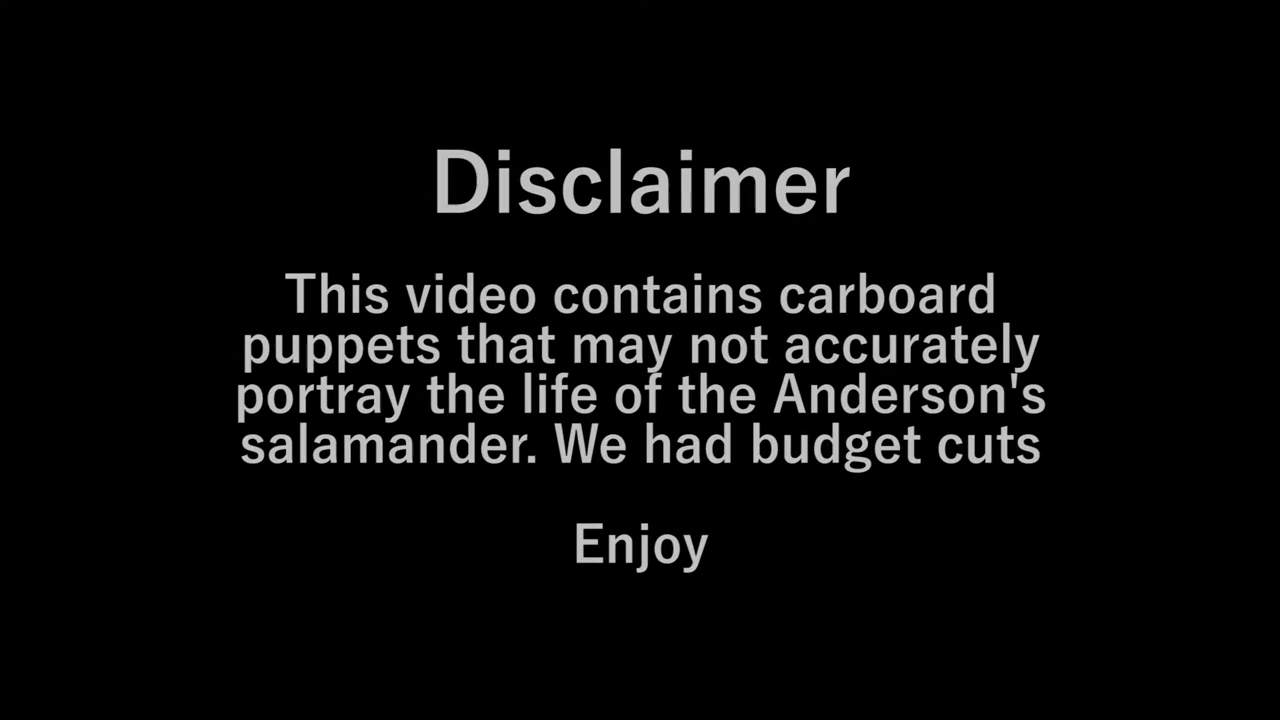 Disclaimer
This video contains carboard
puppets that may not accurately
portray the life of the Anderson's
salamander. We had budget cuts
Enjoy